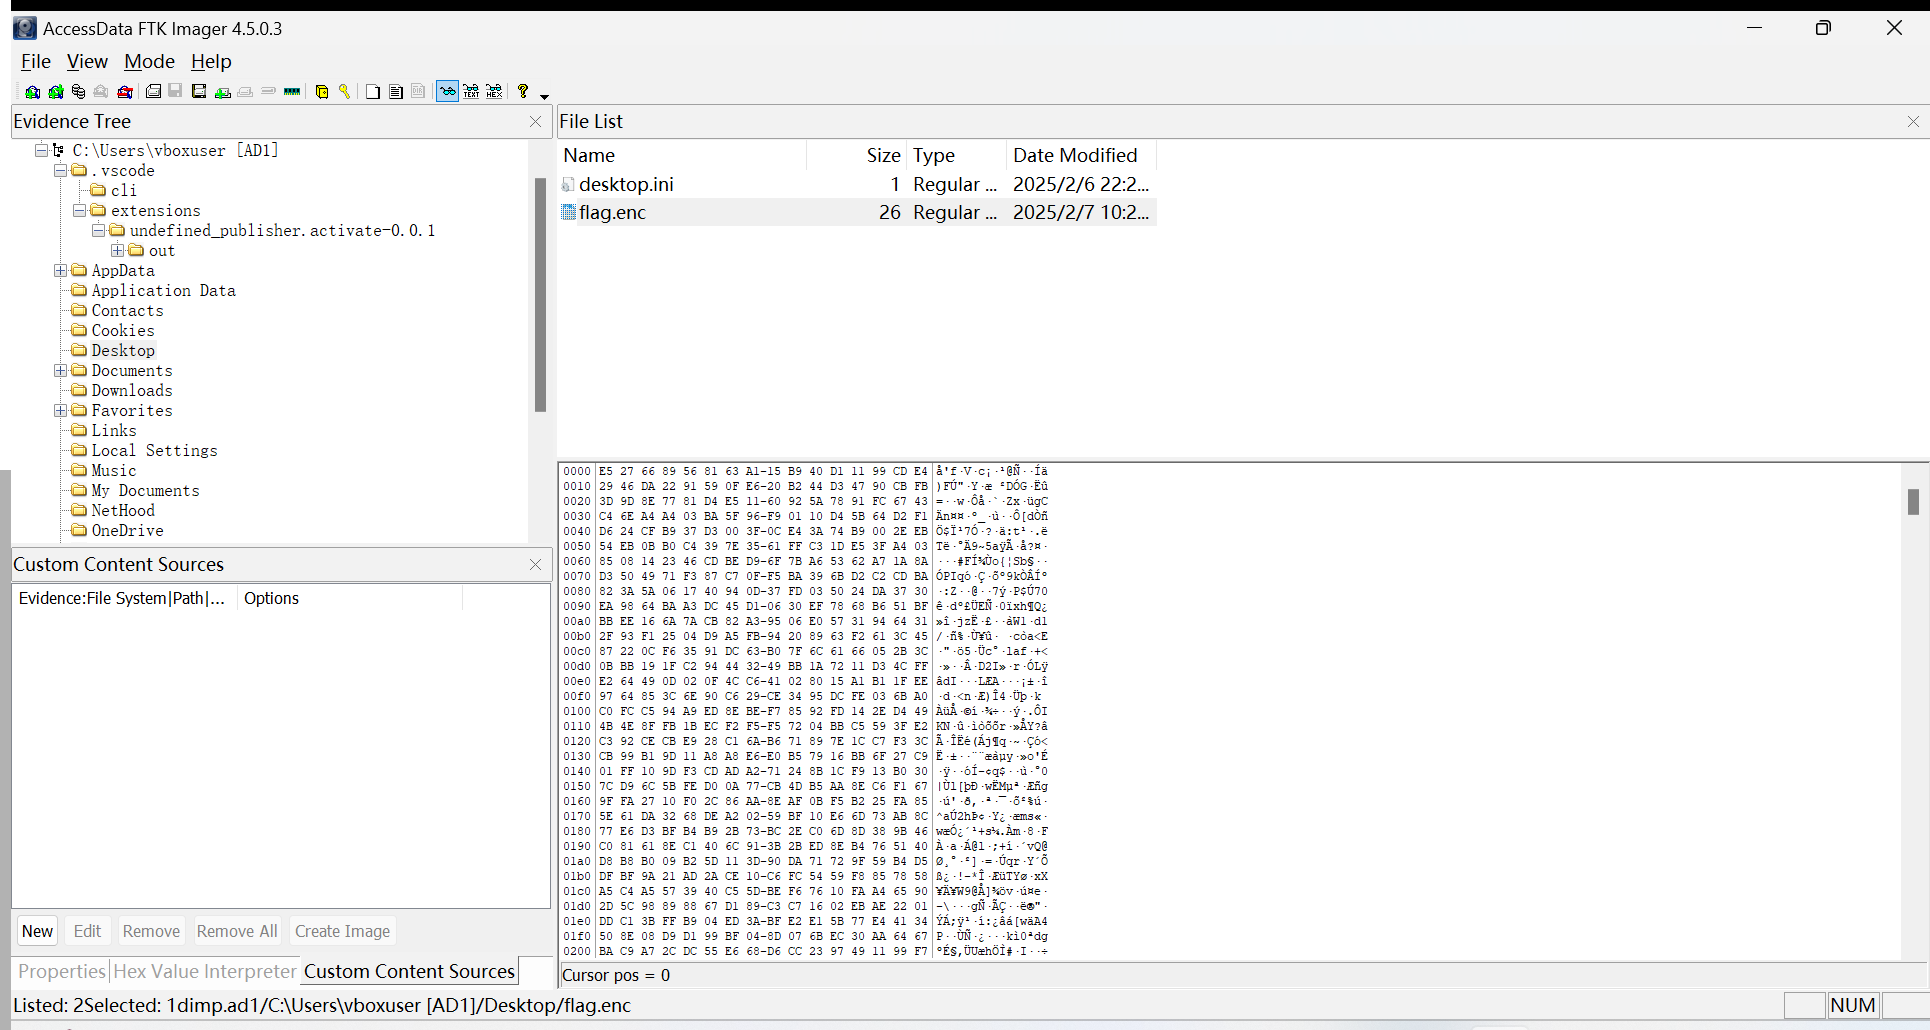 AccessData FTK Imager 4.5.0.3
File View Mode Help
Evidence Tree
C:\Users\vboxuser [AD1]
.vscode
cli
extensions
undefined_publisher.activate-0.0.1
out
AppData
Application Data
Contacts
Cookies
Desktop
Documents
Downloads
Favorites
Links
Local Settings
Music
My Documents
NetHood
OneDrive
Custom Content Sources
Evidence:File System|Path|... Options
New Edit Remove Remove All Create Image
Properties Hex Value Interpreter Custom Content Sources
File List
Name Size Type Date Modified
desktop.ini 1 Regular ... 2025/2/6 22:2...
flag.enc 26 Regular ... 2025/2/7 10:2...
0000 E5 27 66 89 56 81 63 A1-15 B9 40 D1 11 99 CD E4
0010 29 46 DA 22 91 59 0F E6-20 B2 44 D3 47 90 CB FB
0020 3D 9D 8E 77 81 D4 E5 11-60 92 5A 78 91 FC 67 43
0030 C4 6E A4 A4 03 BA 5F 96-F9 01 10 D4 5B 64 D2 F1
0040 D6 24 CF B9 37 D3 00 3F-0C E4 3A 74 B9 00 2E EB
0050 54 EB 0B B0 C4 39 7E 35-61 FF C3 1D E5 3F A4 03
0060 85 08 14 23 46 CD BE D9-6F 7B A6 53 62 A7 1A 8A
0070 D3 50 49 71 F3 87 C7 0F-F5 BA 39 6B D2 C2 CD BA
0080 82 3A 5A 06 17 40 94 0D-37 FD 03 50 24 DA 37 30
0090 EA 98 64 BA A3 DC 45 D1-06 30 EF 78 68 B6 51 BF
00a0 BB EE 16 6A 7A CB 82 A3-95 06 E0 57 31 94 64 31
00b0 2F 93 F1 25 04 D9 A5 FB-94 20 89 63 F2 61 3C 45
00c0 87 22 0C F6 35 91 DC 63-B0 7F 6C 61 66 05 2B 3C
00d0 0B BB 19 1F C2 94 44 32-49 BB 1A 72 11 D3 4C FF
00e0 E2 64 49 0D 02 0F 4C C6-41 02 80 15 A1 B1 1F EE
00f0 97 64 85 3C 6E 90 C6 29-CE 34 95 DC FE 03 6B A0
0100 C0 FC C5 94 A9 ED 8E BE-F7 85 92 FD 14 2E D4 49
0110 4B 4E 8F FB 1B EC F2 F5-F5 72 04 BB C5 59 3F E2
0120 C3 92 CE CB E9 28 C1 6A-B6 71 89 7E 1C C7 F3 3C
0130 CB 99 B1 9D 11 A8 A8 E6-E0 B5 79 16 BB 6F 27 C9
0140 01 FF 10 9D F3 CD AD A2-71 24 8B 1C F9 13 B0 30
0150 7C D9 6C 5B FE D0 0A 77-CB 4D B5 AA 8E C6 F1 67
0160 9F FA 27 10 F0 2C 86 AA-8E AF 0B F5 B2 25 FA 85
0170 5E 61 DA 32 68 DE A2 02-59 BF 10 E6 6D 73 AB 8C
0180 77 E6 D3 BF B4 B9 2B 73-BC 2E C0 6D 8D 38 9B 46
0190 C0 81 61 8E C1 40 6C 91-3B 2B ED 8E B4 76 51 40
01a0 D8 B8 B0 09 B2 5D 11 3D-90 DA 71 72 9F 59 B4 D5
01b0 DF BF 9A 21 AD 2A CE 10-C6 FC 54 59 F8 85 78 58
01c0 A5 C4 A5 57 39 40 C5 5D-BE F6 76 10 FA A4 65 90
01d0 2D 5C 98 89 88 67 D1 89-C3 C7 16 02 EB AE 22 01
01e0 DD C1 3B FF B9 04 ED 3A-BF E2 E1 5B 77 E4 41 34
01f0 50 8E 08 D9 D1 99 BF 04-8D 07 6B EC 30 AA 64 67
0200 BA C9 A7 2C DC 55 E6 68-D6 CC 23 97 49 11 99 F7
Cursor pos = 0
Listed: 2Selected: 1dimp.ad1/C:\Users\vboxuser [AD1]/Desktop/flag.enc
NUM